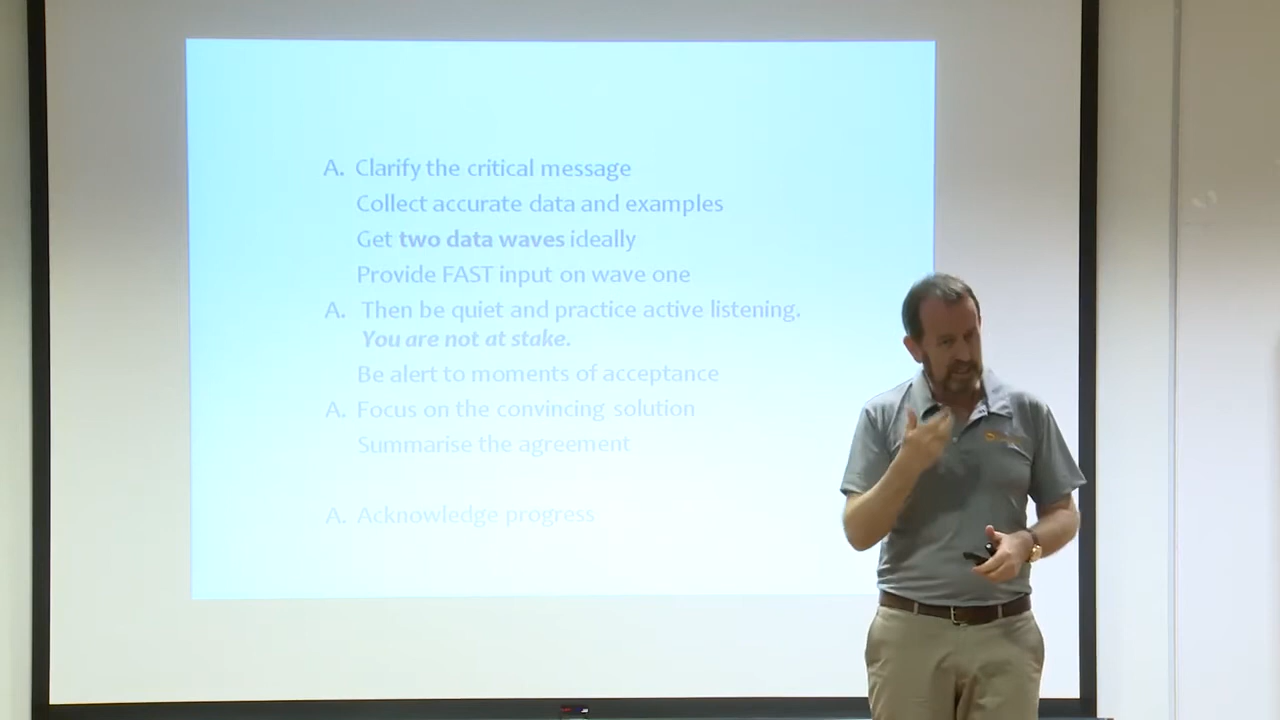 A. Clarify the critical message
Collect accurate data and examples
Get two data waves ideally
Provide FAST input on wave one
A. Then be quiet and practice active listening.
You are not at stake.
Be alert to moments of acceptance
A. Focus on the convincing solution
Summarise the agreement
A. Acknowledge progress